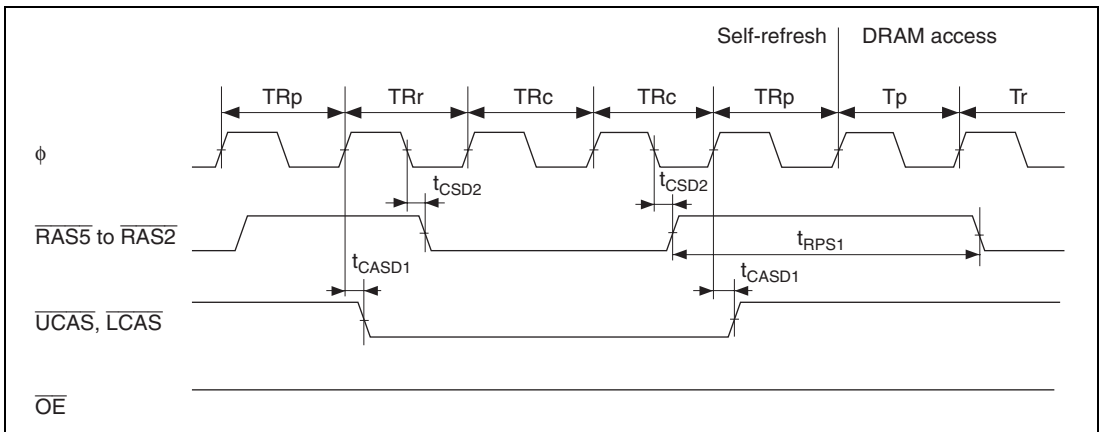 Self-refresh DRAM access
TRp TRr TRc TRc TRp Tp Tr
ϕ
tCSD2 tCSD2
RAS5 to RAS2
tRPS1
tCASD1 tCASD1
UCAS, LCAS
OE